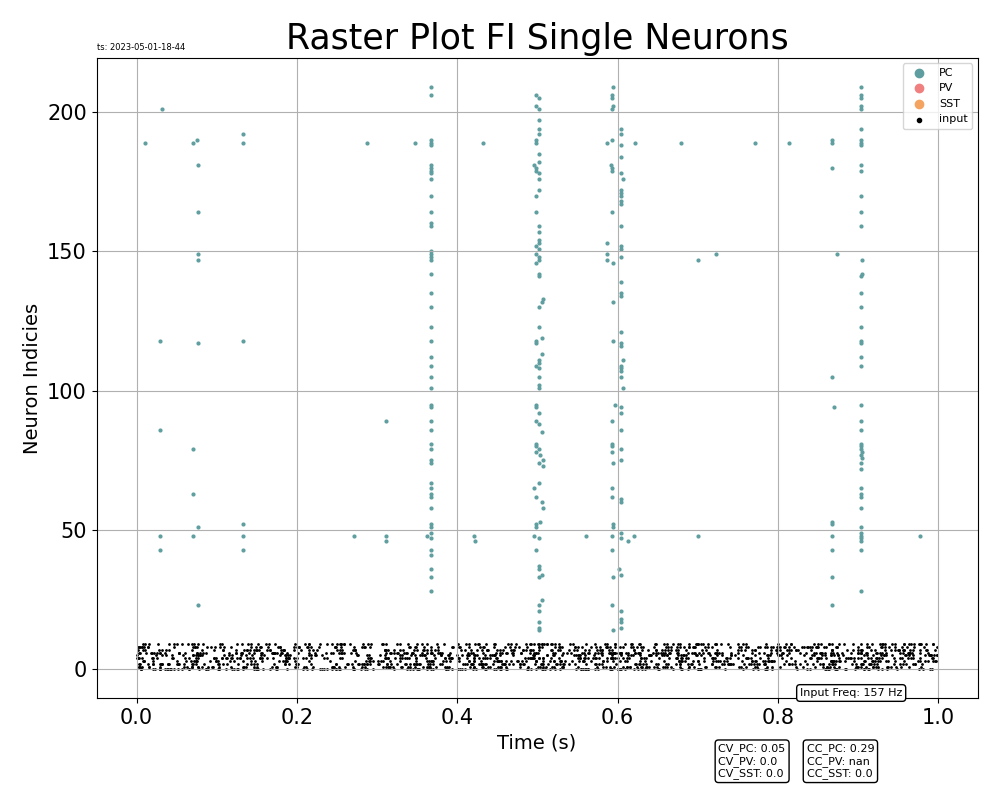 Raster Plot FI Single Neurons
ts: 2023-05-01-18-44
PC
PV
SST
input
200
150
100
50
0
Neuron Indicies
0.0 0.2 0.4 0.6 0.8 1.0
Time (s)
Input Freq: 157 Hz
CV_PC: 0.05
CV_PV: 0.0
CV_SST: 0.0
CC_PC: 0.29
CC_PV: nan
CC_SST: 0.0